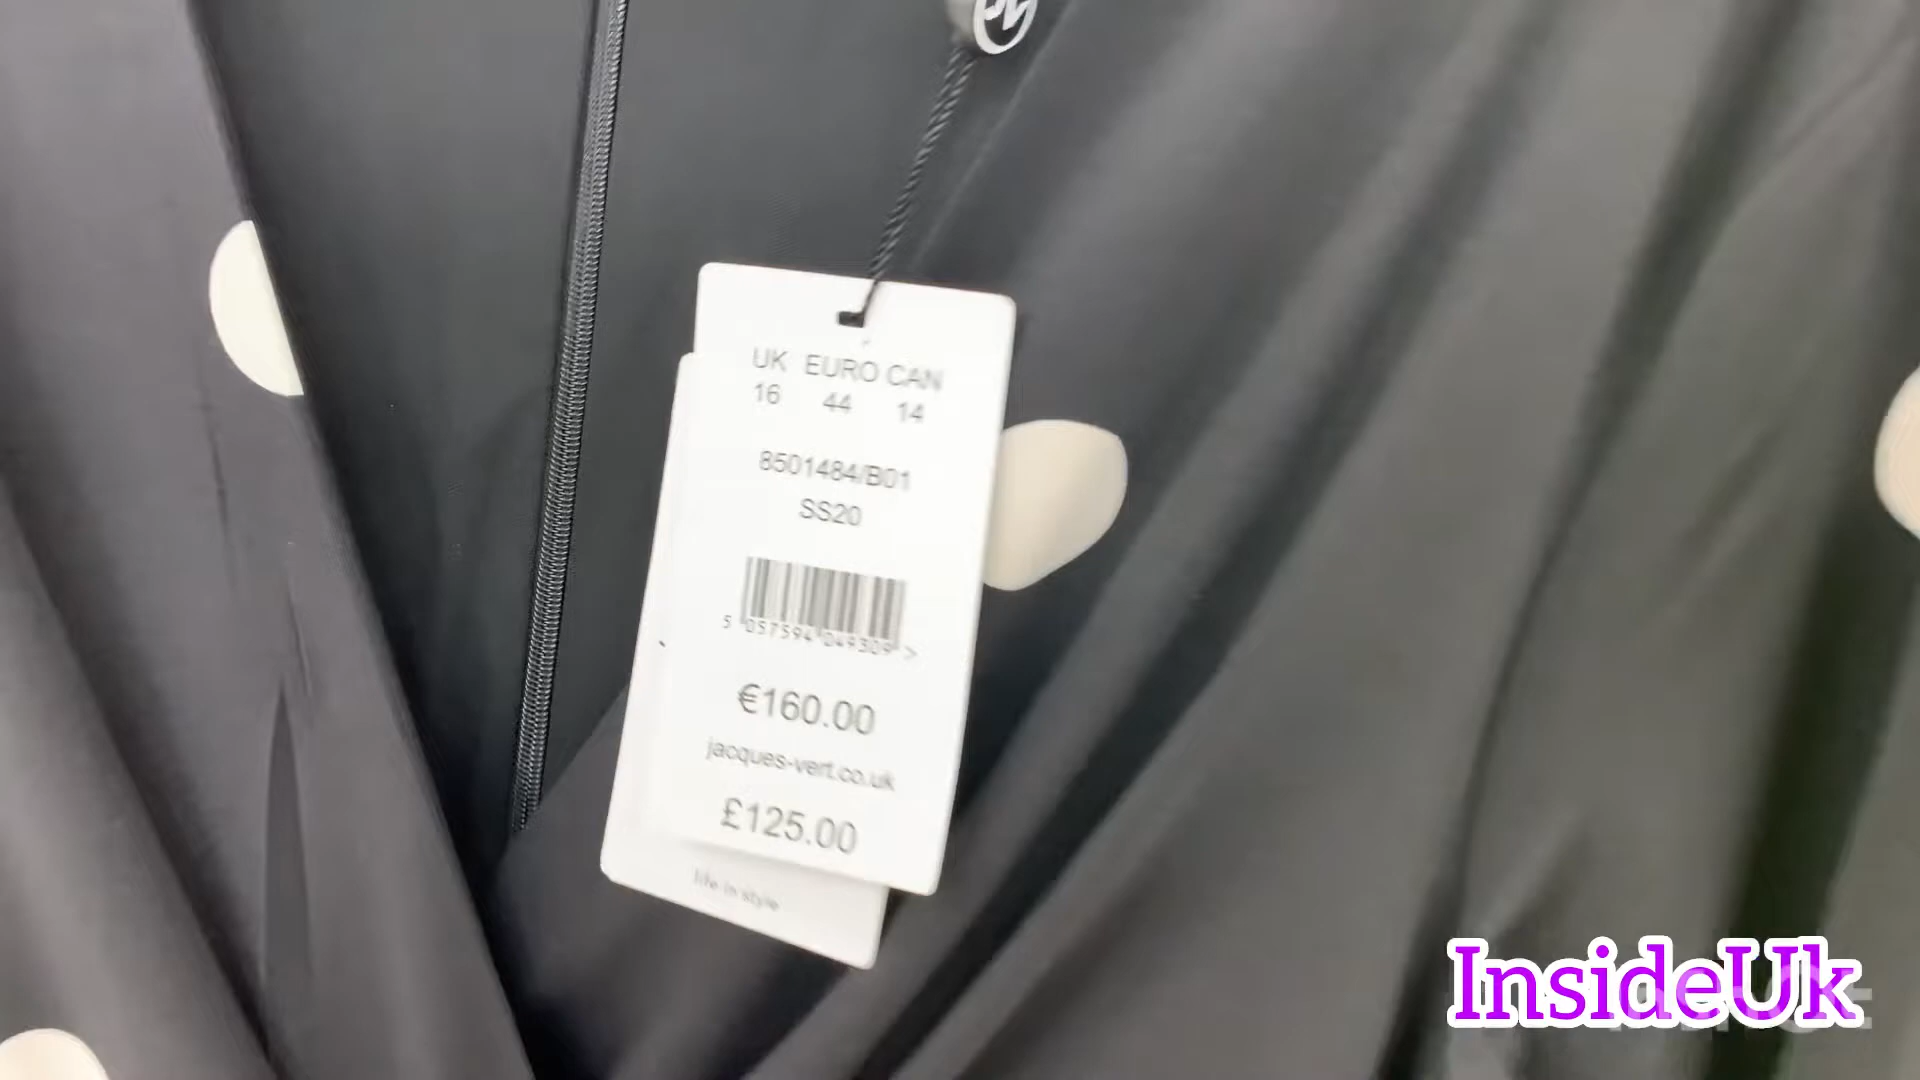 UK EURO CAN
16 44 14
8501484/B01
SS20
5 057594 049309 >
€160.00
jacques-vert.co.uk
£125.00
life in style
InsideUk